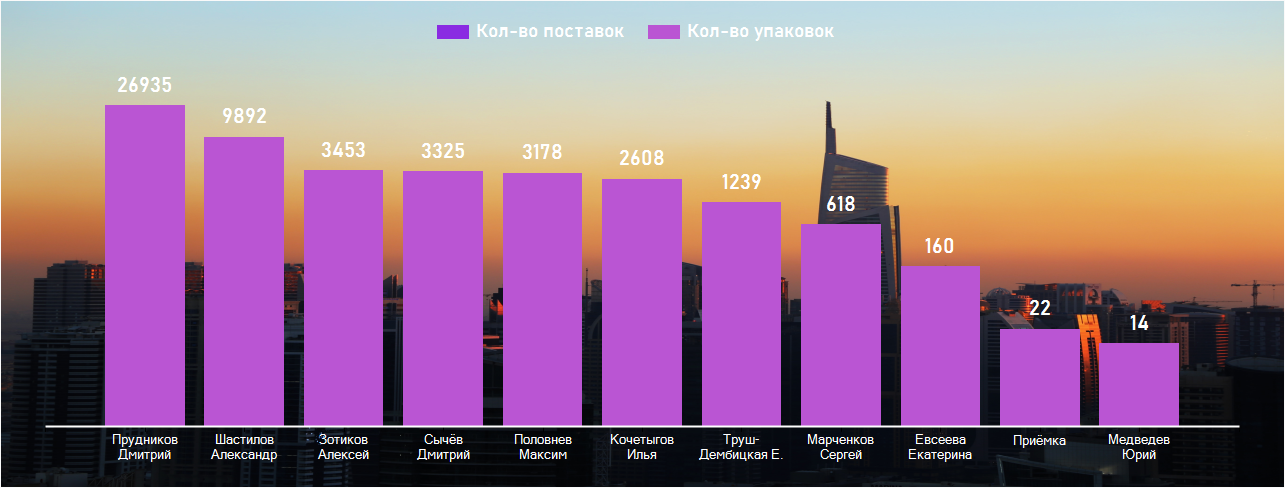 Кол-во поставок Кол-во упаковок
26935
9892
3453
3325
3178
2608
1239
618
160
22
14
Прудников
Дмитрий
Шастилов
Александр
Зотиков
Алексей
Сычёв
Дмитрий
Половнев
Максим
Кочетыгов
Илья
Труш-
Дембицкая Е.
Марченков
Сергей
Евсеева
Екатерина
Приёмка
Медведев
Юрий